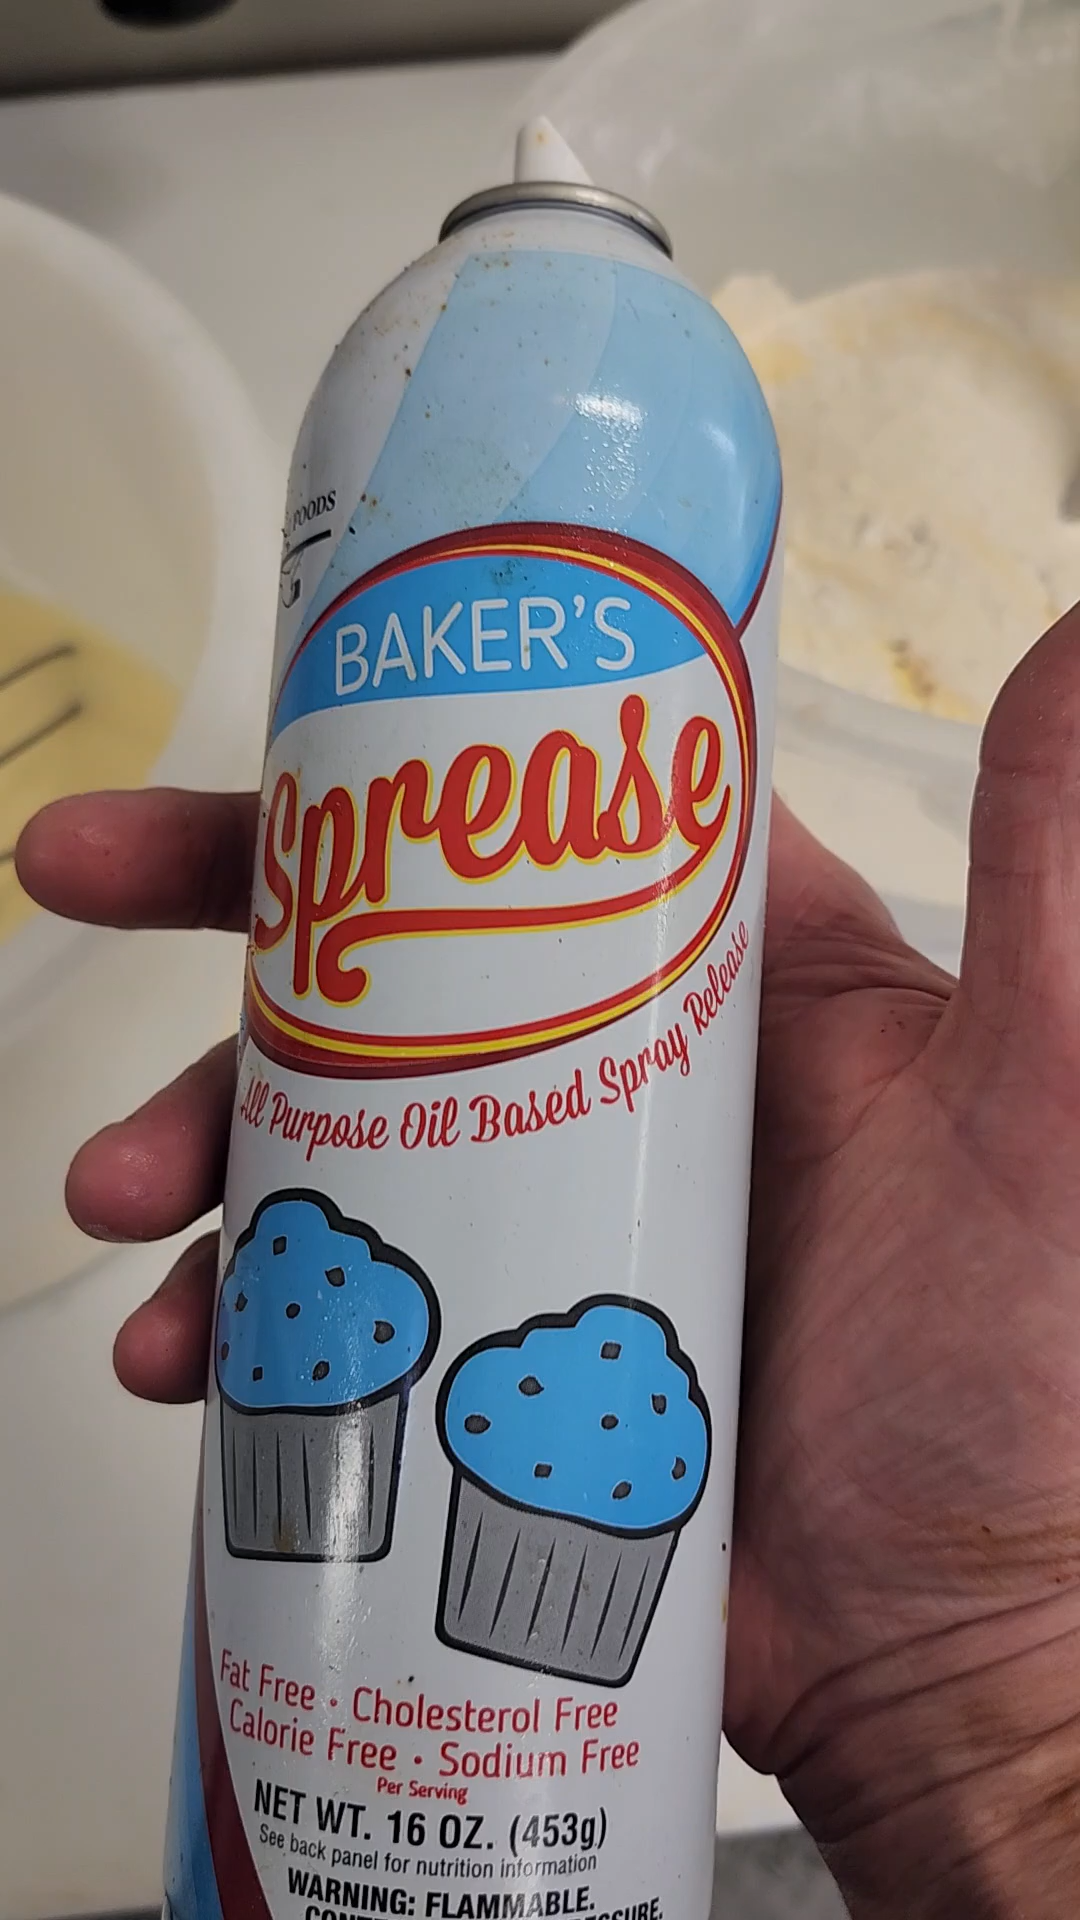 FOODS
BAKER'S
Sprease
All Purpose Oil Based Spray Release
Fat Free • Cholesterol Free
Calorie Free • Sodium Free
Per Serving
NET WT. 16 OZ. (453g)
See back panel for nutrition information
WARNING: FLAMMABLE.